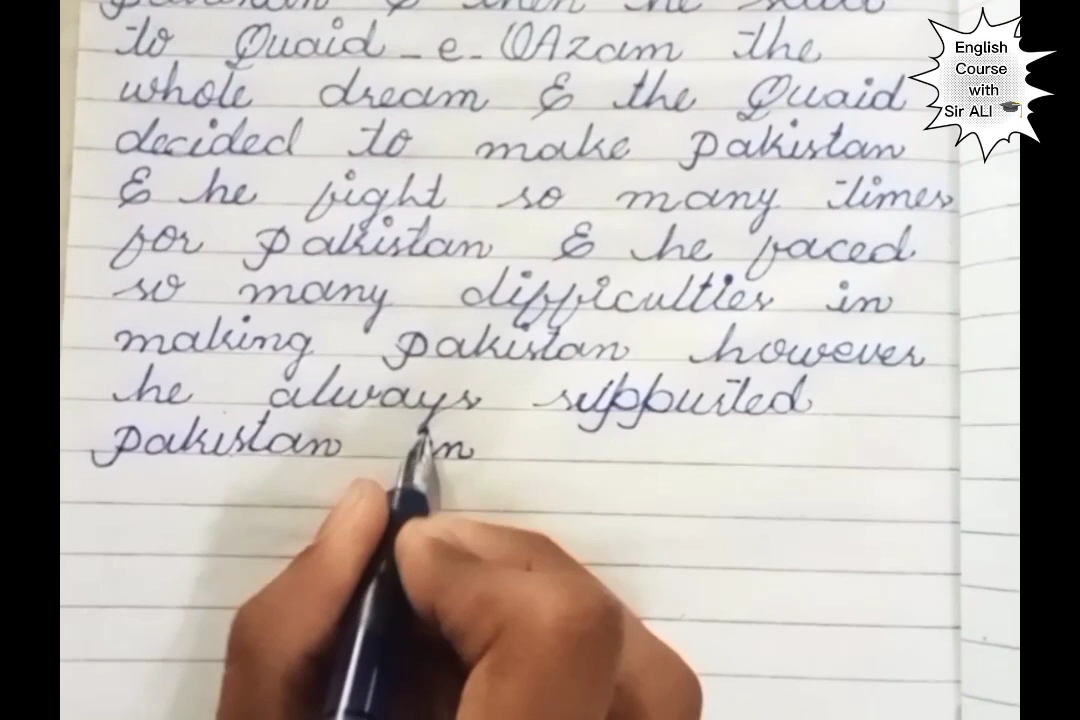 to Quaid-e-Azam the
whole dream & the Quaid
decided to make Pakistan
& he fight so many times
for Pakistan & he faced
so many difficulties in
making Pakistan however
he always suppurted
Pakistan in
English
Course
with
Sir ALI